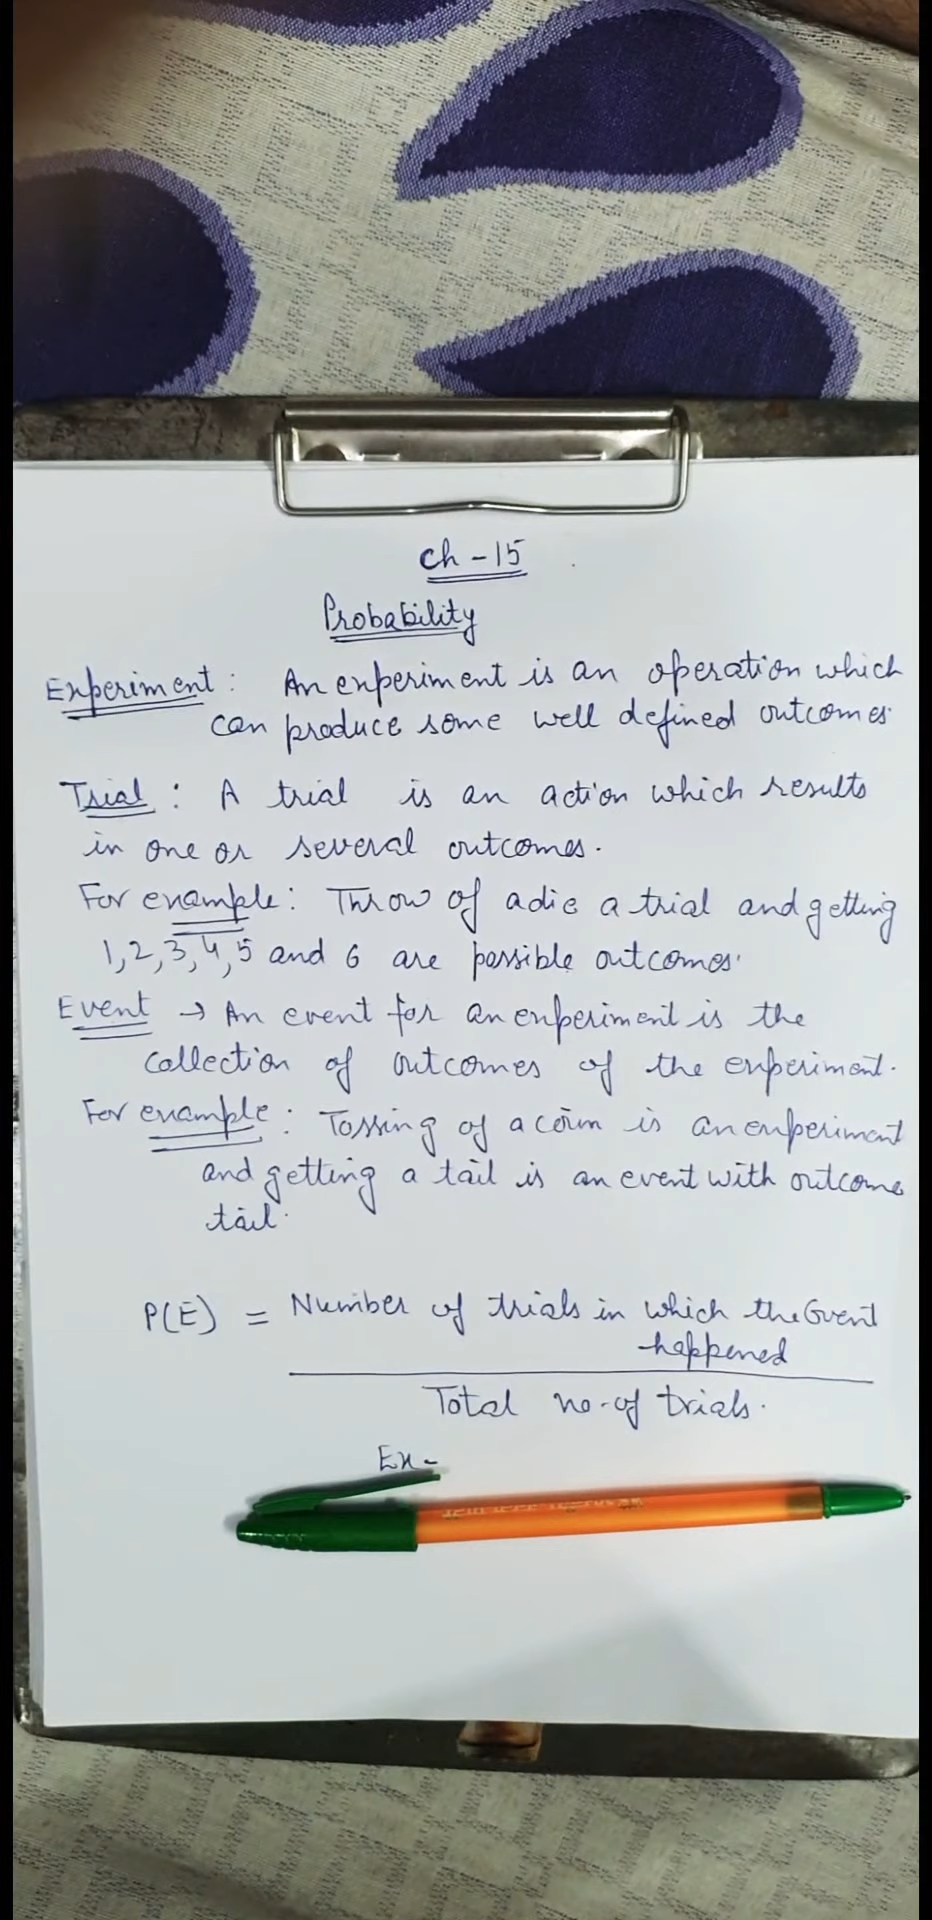 Ch - 15
Probability
Experiment : An experiment is an operation which
can produce some well defined outcomes.
Trial : A trial is an action which results
in one or several outcomes.
For example : Throw of a die a trial and getting
1, 2, 3, 4, 5 and 6 are possible outcomes.
Event → An event for an experiment is the
collection of outcomes of the experiment.
For example : Tossing of a coin is an experiment
and getting a tail is an event with outcome
tail.
P(E) = Number of trials in which the Event
happened
Total no. of trials.
Ex -